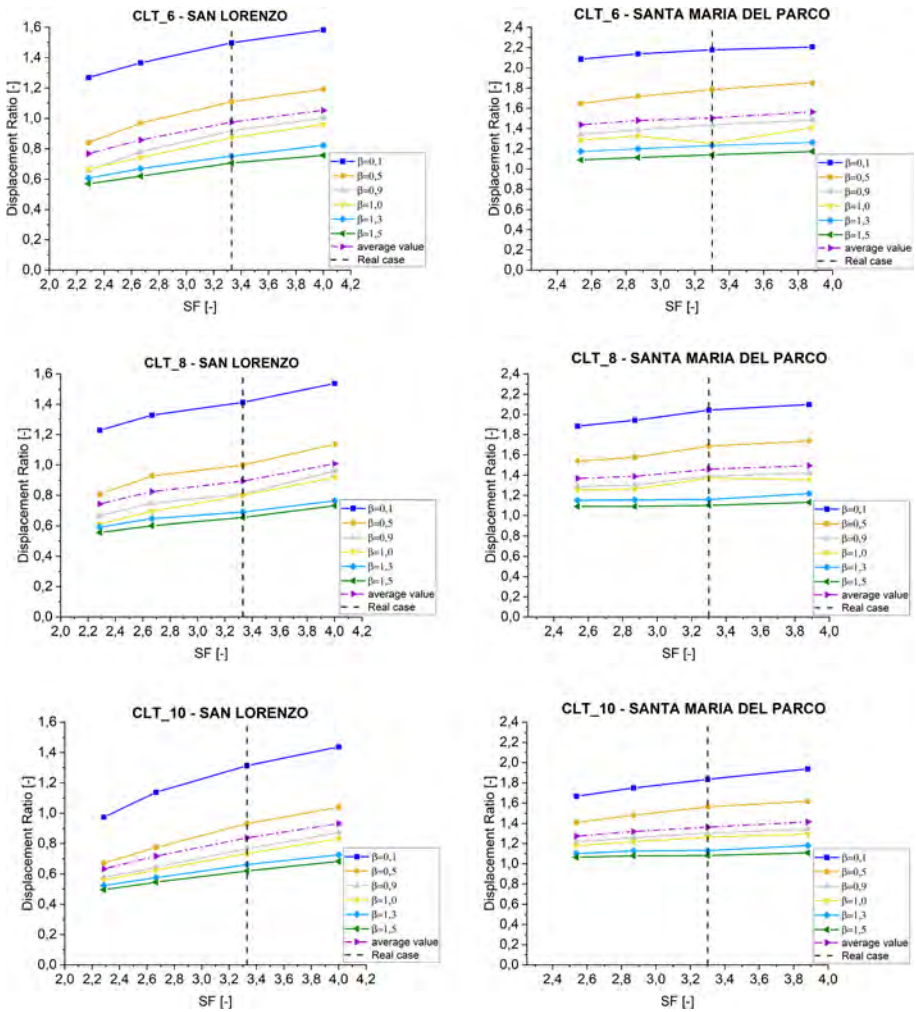 CLT_6 - SAN LORENZO
Displacement Ratio [-]
1,6
1,4
1,2
1,0
0,8
0,6
0,4
0,2
0,0
2,0 2,2 2,4 2,6 2,8 3,0 3,2 3,4 3,6 3,8 4,0 4,2
SF [-]
β=0,1
β=0,5
β=0,9
β=1,0
β=1,3
β=1,5
average value
Real case
CLT_6 - SANTA MARIA DEL PARCO
Displacement Ratio [-]
2,4
2,2
2,0
1,8
1,6
1,4
1,2
1,0
0,8
0,6
0,4
0,2
0,0
2,4 2,6 2,8 3,0 3,2 3,4 3,6 3,8 4,0
SF [-]
β=0,1
β=0,5
β=0,9
β=1,0
β=1,3
β=1,5
average value
Real case
CLT_8 - SAN LORENZO
Displacement Ratio [-]
1,6
1,4
1,2
1,0
0,8
0,6
0,4
0,2
0,0
2,0 2,2 2,4 2,6 2,8 3,0 3,2 3,4 3,6 3,8 4,0 4,2
SF [-]
β=0,1
β=0,5
β=0,9
β=1,0
β=1,3
β=1,5
average value
Real case
CLT_8 - SANTA MARIA DEL PARCO
Displacement Ratio [-]
2,4
2,2
2,0
1,8
1,6
1,4
1,2
1,0
0,8
0,6
0,4
0,2
0,0
2,4 2,6 2,8 3,0 3,2 3,4 3,6 3,8 4,0
SF [-]
β=0,1
β=0,5
β=0,9
β=1,0
β=1,3
β=1,5
average value
Real case
CLT_10 - SAN LORENZO
Displacement Ratio [-]
1,6
1,4
1,2
1,0
0,8
0,6
0,4
0,2
0,0
2,0 2,2 2,4 2,6 2,8 3,0 3,2 3,4 3,6 3,8 4,0 4,2
SF [-]
β=0,1
β=0,5
β=0,9
β=1,0
β=1,3
β=1,5
average value
Real case
CLT_10 - SANTA MARIA DEL PARCO
Displacement Ratio [-]
2,4
2,2
2,0
1,8
1,6
1,4
1,2
1,0
0,8
0,6
0,4
0,2
0,0
2,4 2,6 2,8 3,0 3,2 3,4 3,6 3,8 4,0
SF [-]
β=0,1
β=0,5
β=0,9
β=1,0
β=1,3
β=1,5
average value
Real case